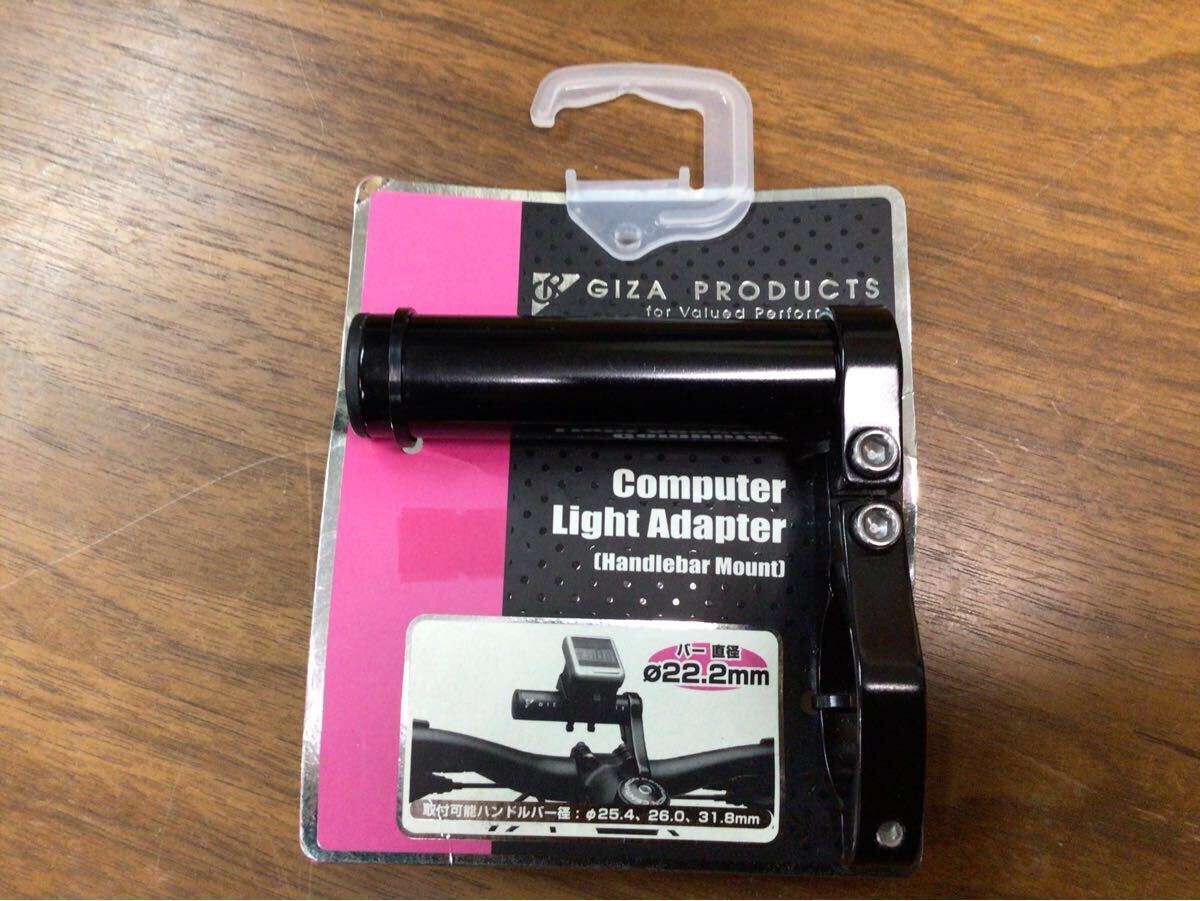 GIZA PRODUCTS
for Valued Perfor
Computer
Light Adapter
(Handlebar Mount)
バー 直径
ø22.2mm
取付可能ハンドルバー径：φ25.4、26.0、31.8mm